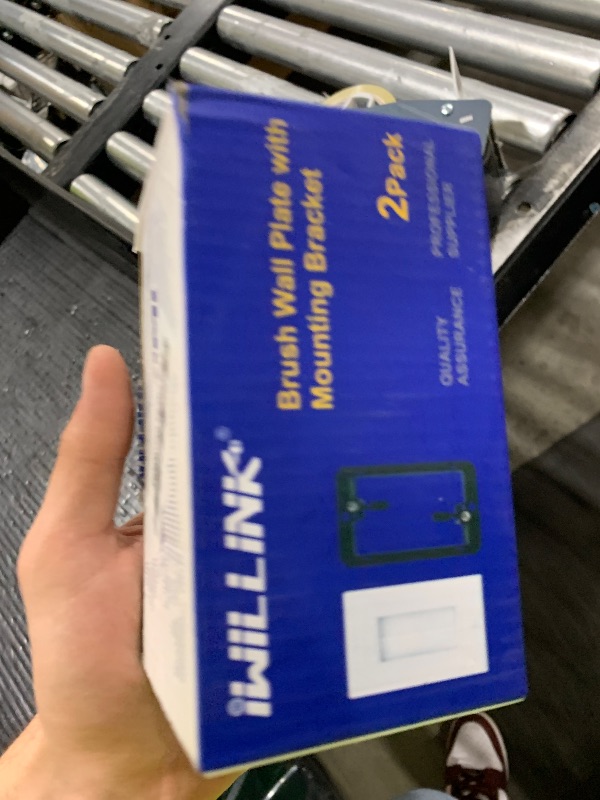 iWILLINK
Brush Wall Plate with
Mounting Bracket
2Pack
QUALITY
ASSURANCE
PROFESSIONAL
SUPPLIER